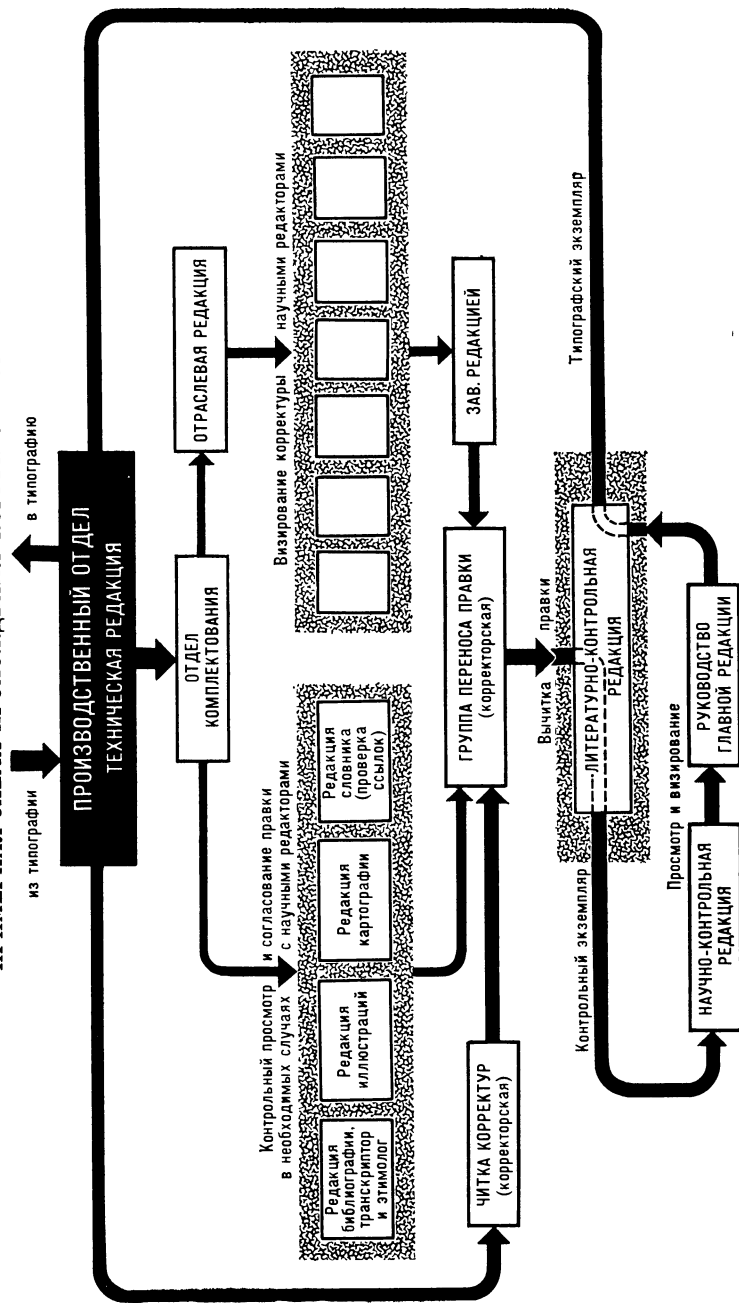 из типографии
в типографию
ПРОИЗВОДСТВЕННЫЙ ОТДЕЛ
ТЕХНИЧЕСКАЯ РЕДАКЦИЯ
ОТДЕЛ
КОМПЛЕКТОВАНИЯ
ОТРАСЛЕВАЯ РЕДАКЦИЯ
Контрольный просмотр и согласование правки
в необходимых случаях с научными редакторами
Редакция
библиографии,
транскриптор
и этимолог
Редакция
иллюстраций
Редакция
картографии
Редакция
словника
(проверка
ссылок)
Визирование корректуры научными редакторами
ЧИТКА КОРРЕКТУР
(корректорская)
ГРУППА ПЕРЕНОСА ПРАВКИ
(корректорская)
ЗАВ. РЕДАКЦИЕЙ
Вычитка правки
Контрольный экземпляр
ЛИТЕРАТУРНО-КОНТРОЛЬНАЯ
РЕДАКЦИЯ
Типографский экземпляр
Просмотр и визирование
НАУЧНО-КОНТРОЛЬНАЯ
РЕДАКЦИЯ
РУКОВОДСТВО
ГЛАВНОЙ РЕДАКЦИИ